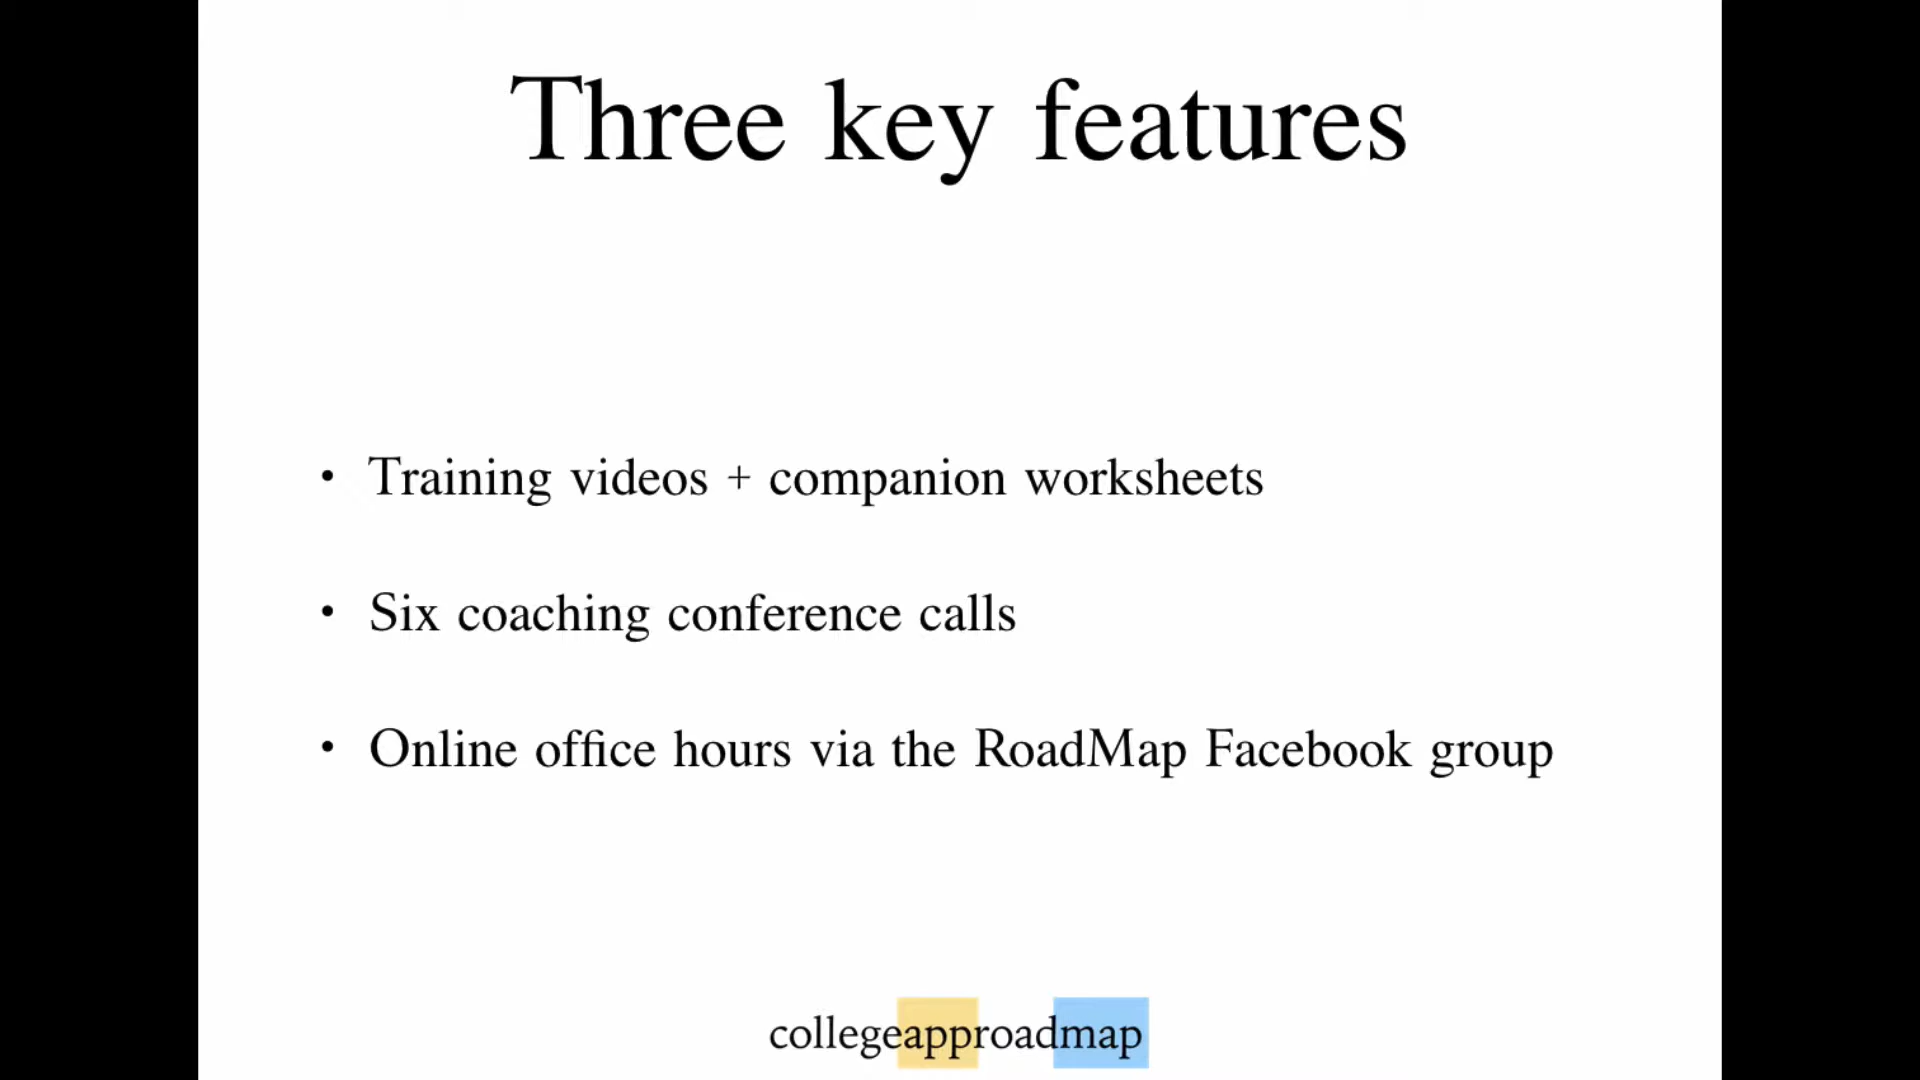 Three key features
• Training videos + companion worksheets
• Six coaching conference calls
• Online office hours via the RoadMap Facebook group
collegeapproadmap